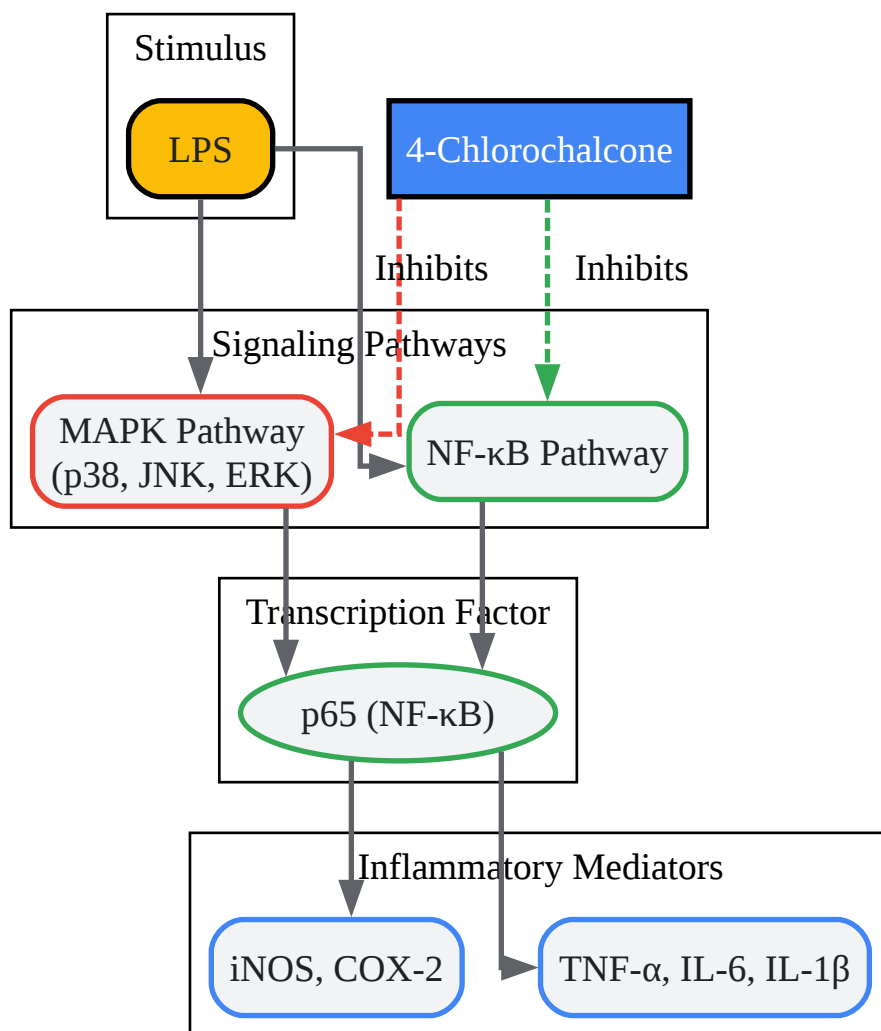 Stimulus
LPS
4-Chlorochalcone
Inhibits
Inhibits
Signaling Pathways
MAPK Pathway
(p38, JNK, ERK)
NF-κB Pathway
Transcription Factor
p65 (NF-κB)
Inflammatory Mediators
iNOS, COX-2
TNF-α, IL-6, IL-1β